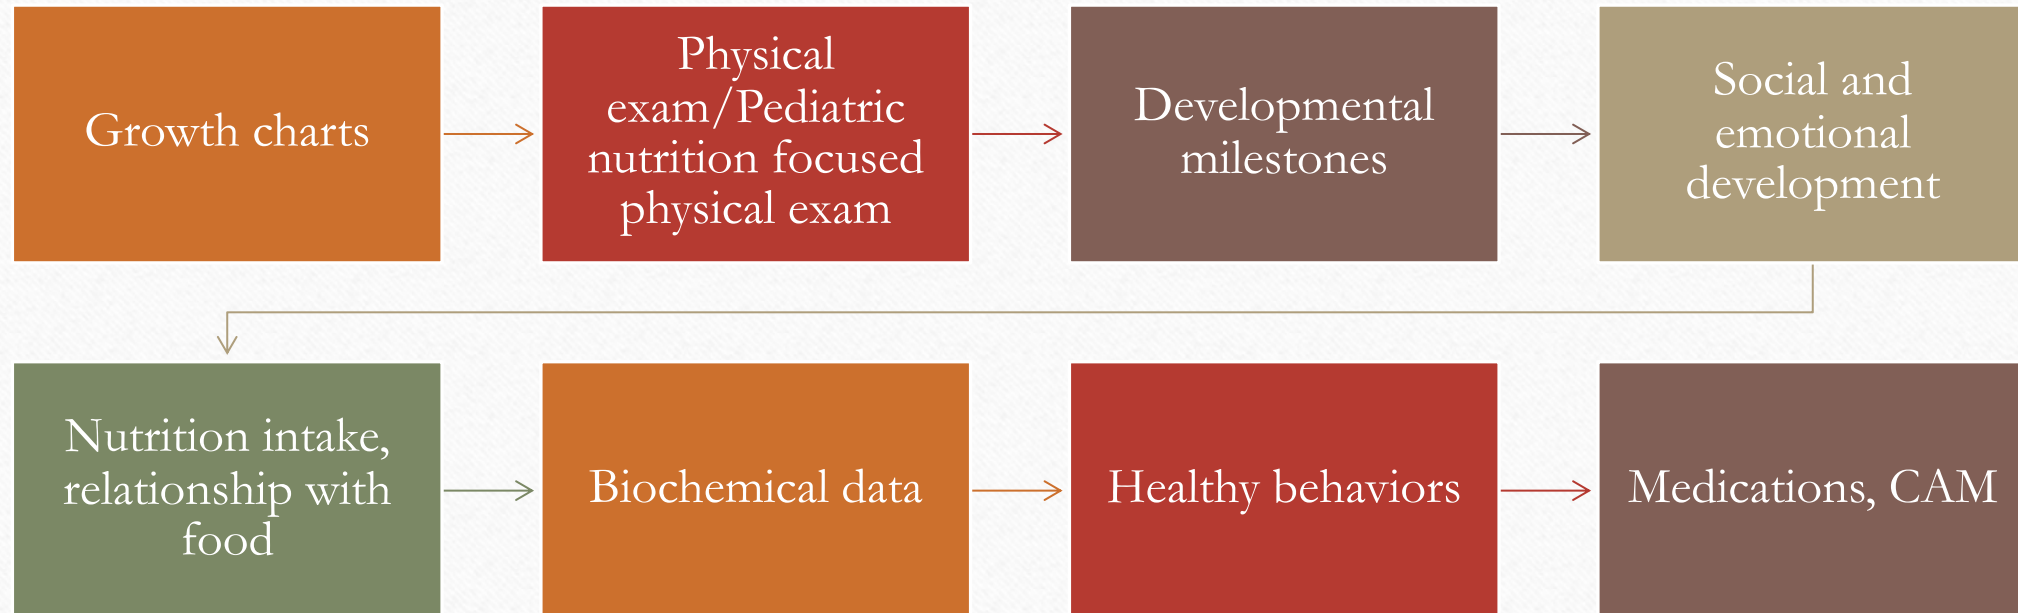 Growth charts
Physical
exam/Pediatric
nutrition focused
physical exam
Developmental
milestones
Social and
emotional
development
Nutrition intake,
relationship with
food
Biochemical data
Healthy behaviors
Medications, CAM